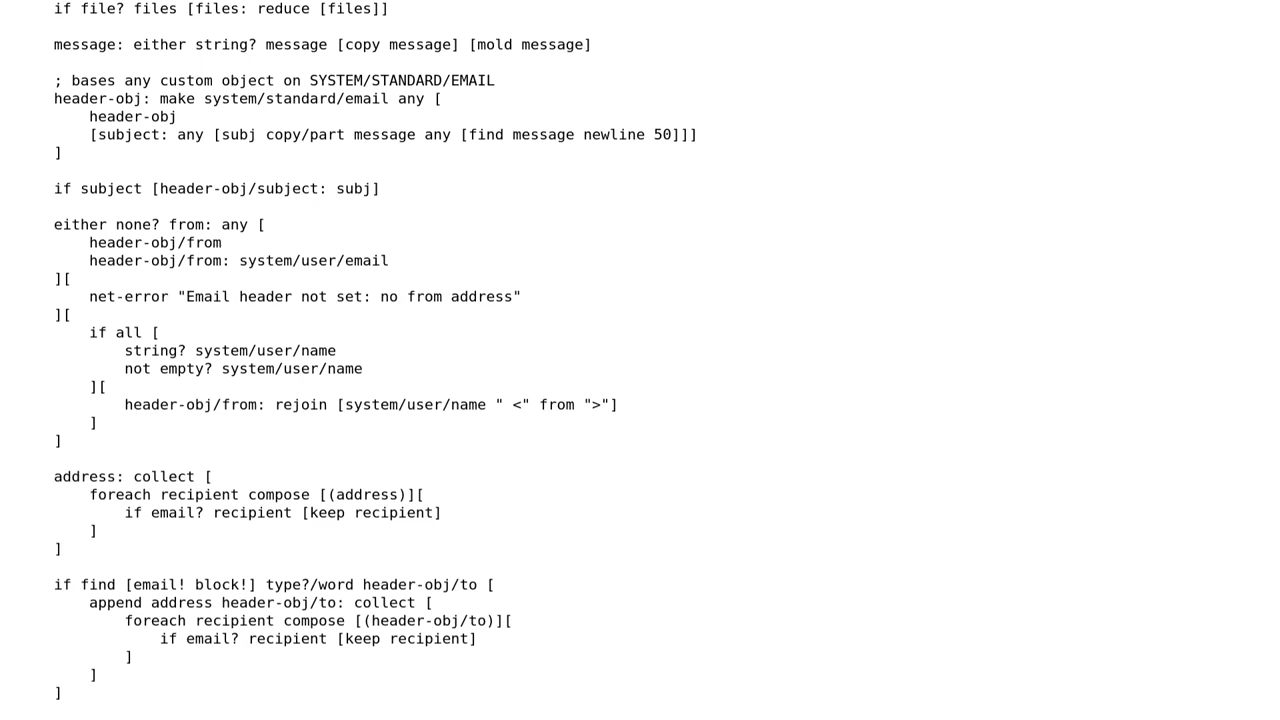 if file? files [files: reduce [files]]
message: either string? message [copy message] [mold message]
; bases any custom object on SYSTEM/STANDARD/EMAIL
header-obj: make system/standard/email any [
header-obj
[subject: any [subj copy/part message any [find message newline 50]]]
]
if subject [header-obj/subject: subj]
either none? from: any [
header-obj/from
header-obj/from: system/user/email
][
net-error "Email header not set: no from address"
][
if all [
string? system/user/name
not empty? system/user/name
][
header-obj/from: rejoin [system/user/name " <" from ">"]
]
]
address: collect [
foreach recipient compose [(address)][
if email? recipient [keep recipient]
]
]
if find [email! block!] type?/word header-obj/to [
append address header-obj/to: collect [
foreach recipient compose [(header-obj/to)][
if email? recipient [keep recipient]
]
]
]